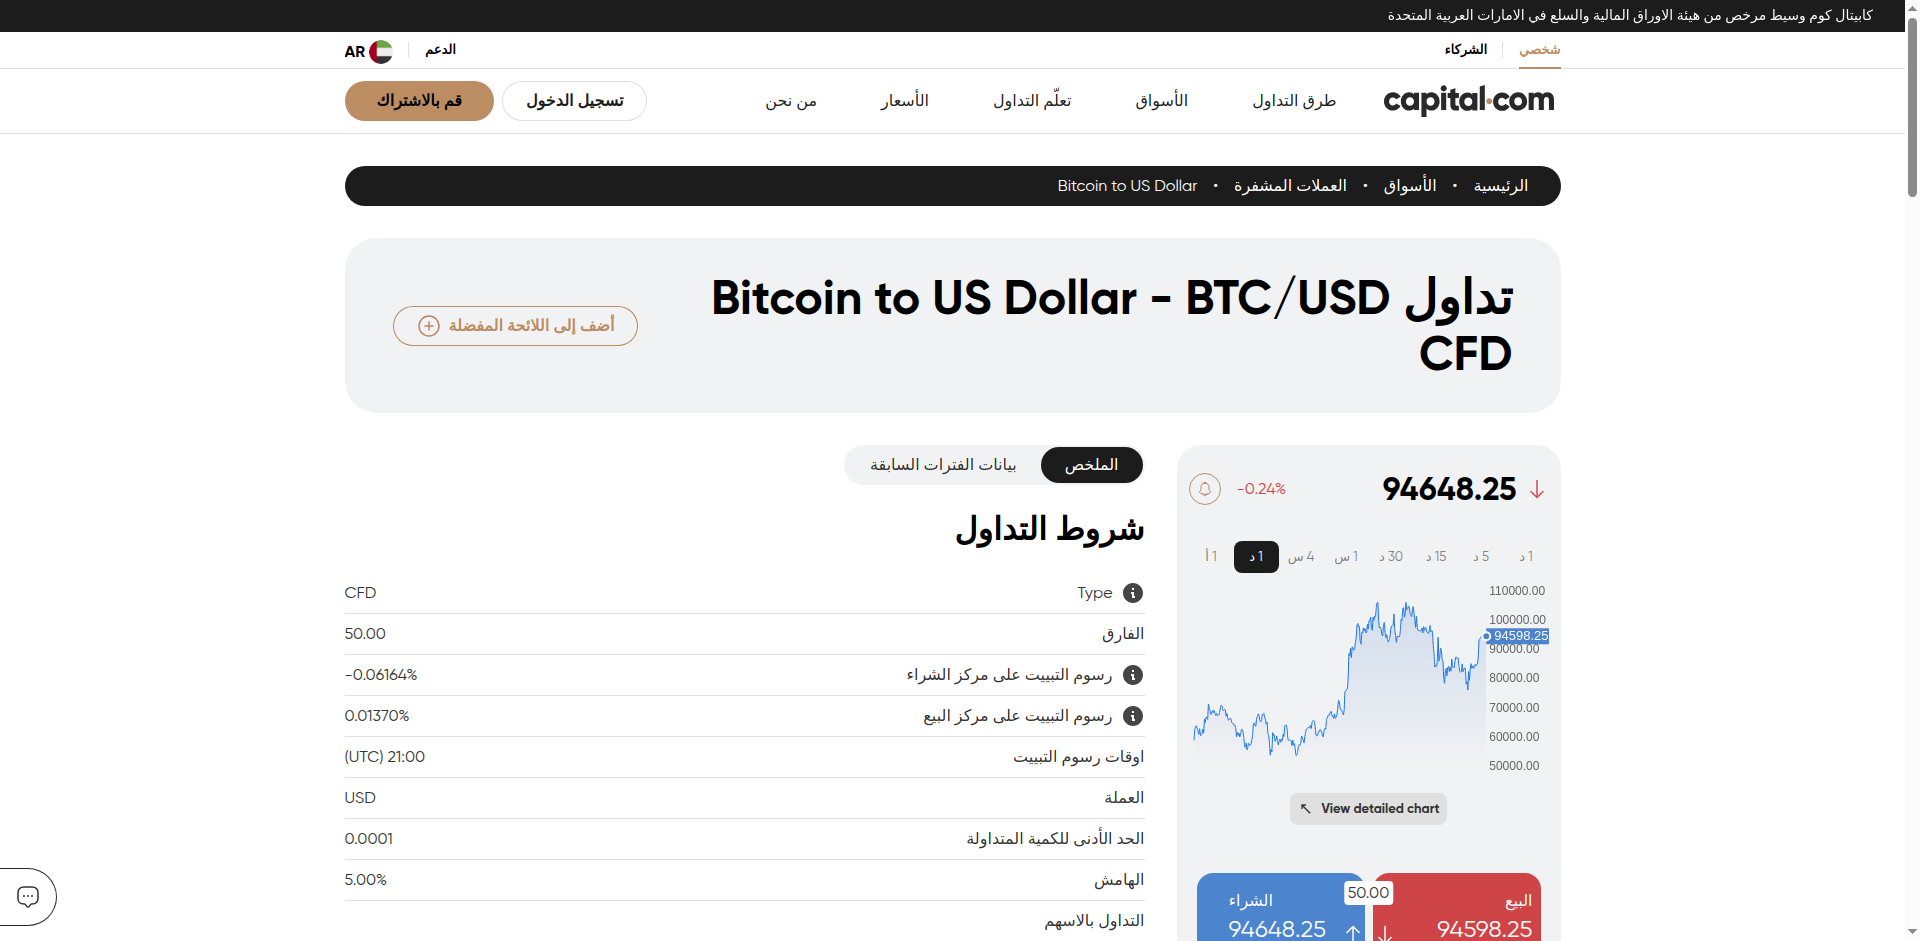 كابيتال كوم وسيط مرخص من هيئة الاوراق المالية والسلع في الامارات العربية المتحدة
شخصي
الشركاء
الدعم
AR
capital.com
طرق التداول
الأسواق
تعلّم التداول
الأسعار
من نحن
تسجيل الدخول
قم بالاشتراك
الرئيسية • الأسواق • العملات المشفرة • Bitcoin to US Dollar
تداول Bitcoin to US Dollar - BTC/USD
CFD
أضف إلى اللائحة المفضلة
94648.25
-0.24%
1 د
5 د
15 د
30 د
1 س
4 س
1 د
1 أ
110000.00
100000.00
94598.25
90000.00
80000.00
70000.00
60000.00
50000.00
View detailed chart
البيع
94598.25
50.00
الشراء
94648.25
الملخص
بيانات الفترات السابقة
شروط التداول
Type CFD
الفارق 50.00
رسوم التبييت على مركز الشراء -0.06164%
رسوم التبييت على مركز البيع 0.01370%
اوقات رسوم التبييت 21:00 (UTC)
العملة USD
الحد الأدنى للكمية المتداولة 0.0001
الهامش 5.00%
التداول بالاسهم